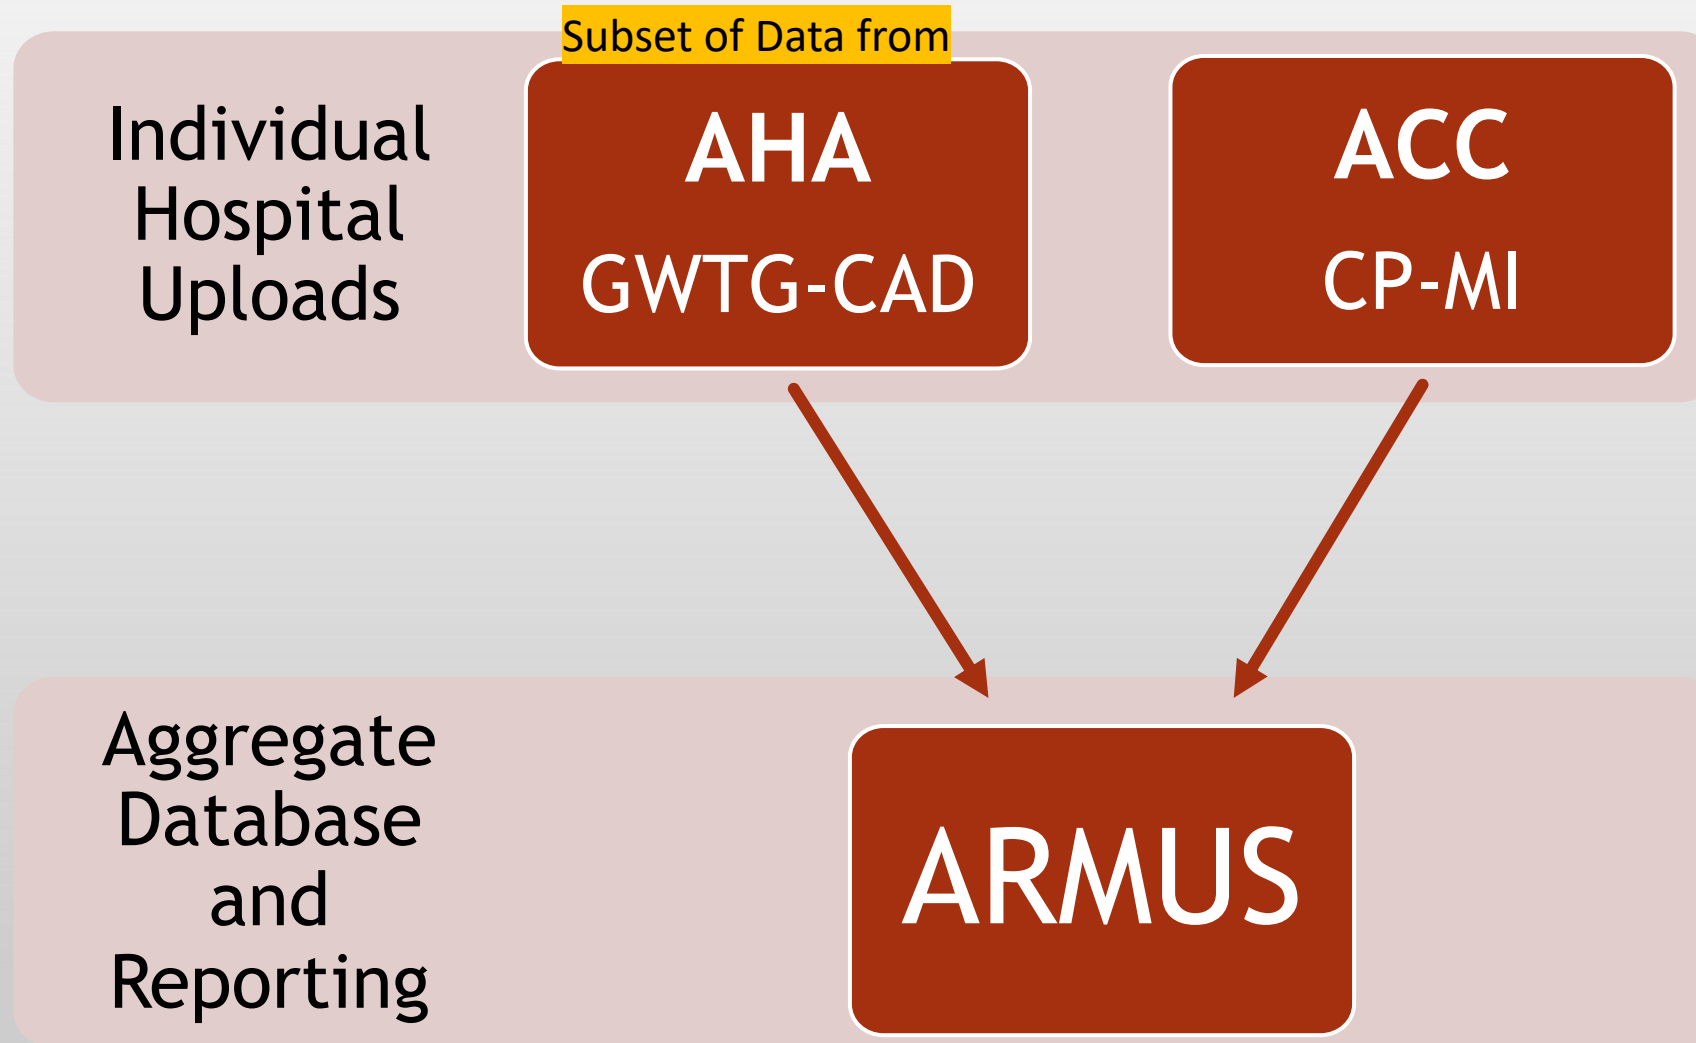 Subset of Data from
Individual
Hospital
Uploads
AHA
GWTG-CAD
ACC
CP-MI
Aggregate
Database
and
Reporting
ARMUS